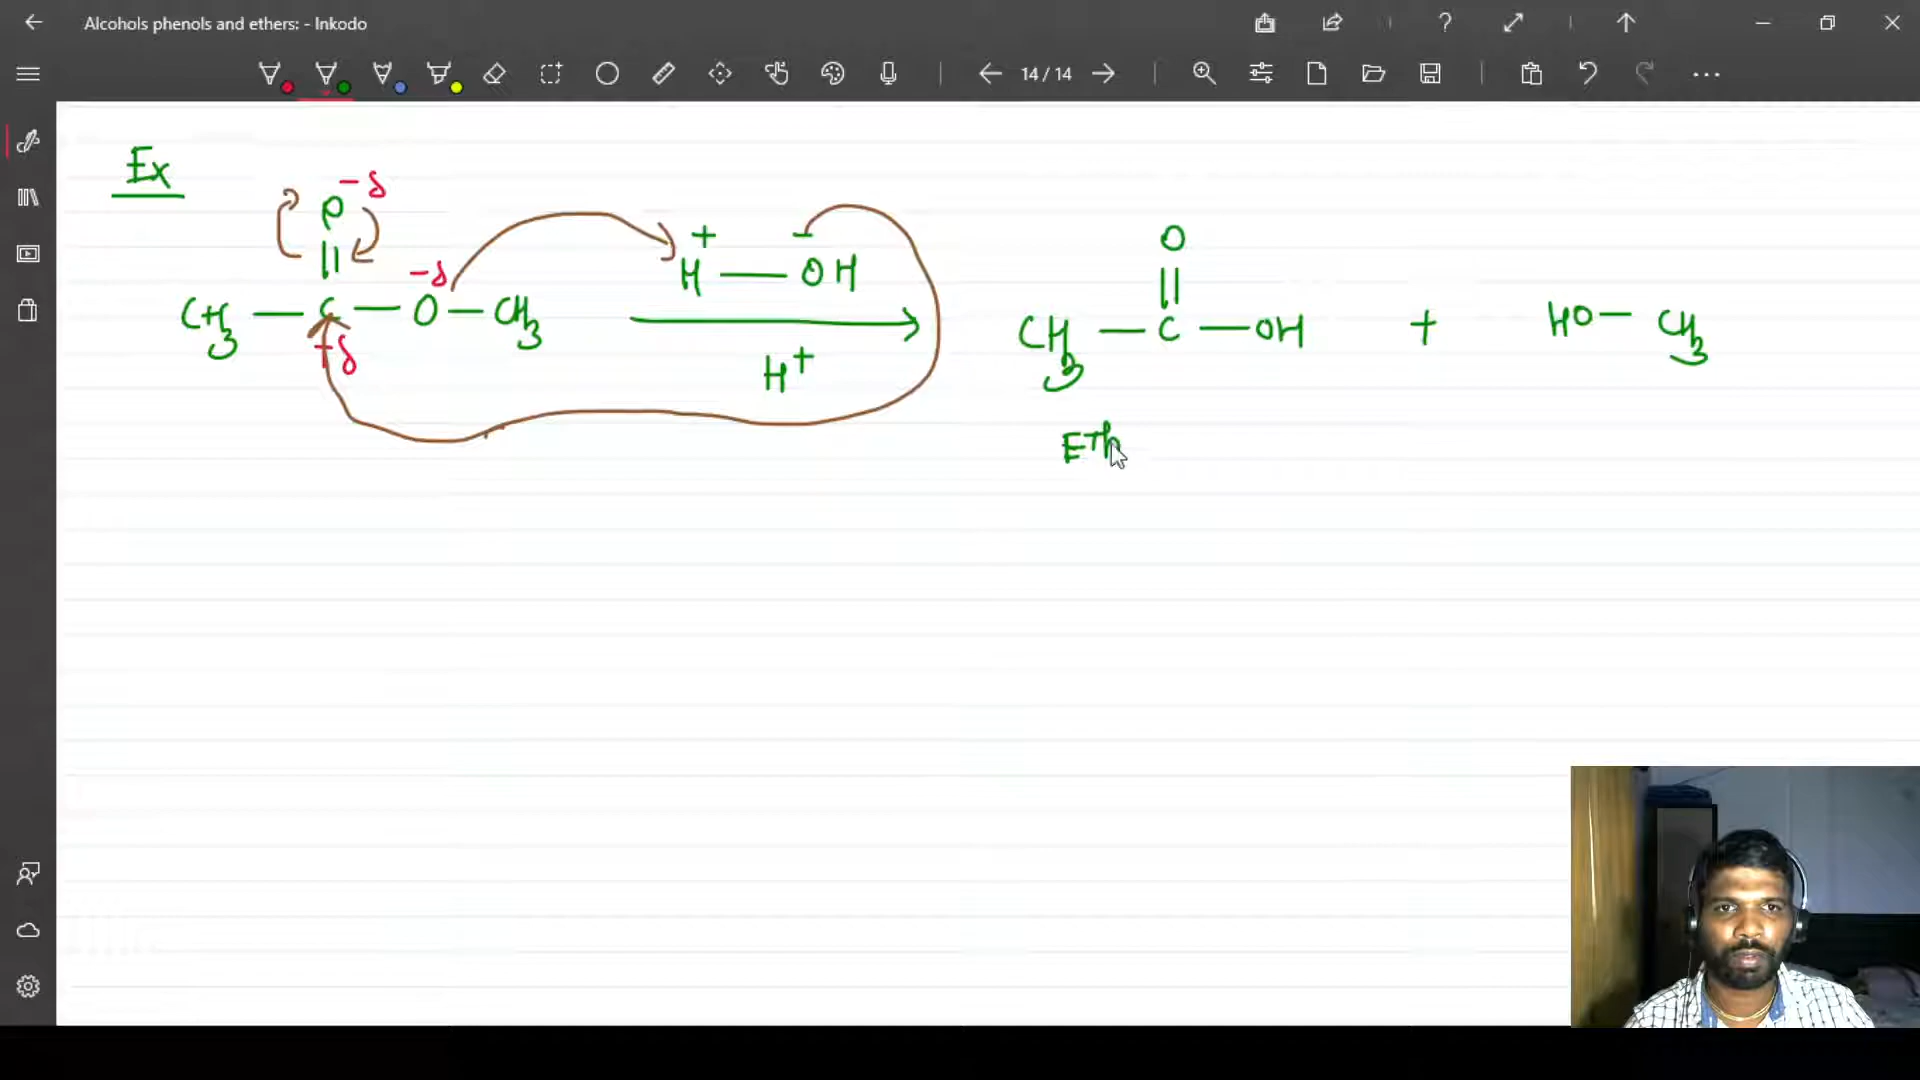 Alcohols phenols and ethers: - Inkodo
14 / 14
Ex
O -δ
||
CH3 — C — O — CH3
-δ
+δ
+ -
H — OH
H+
O
||
CH3 — C — OH + HO — CH3
Eth